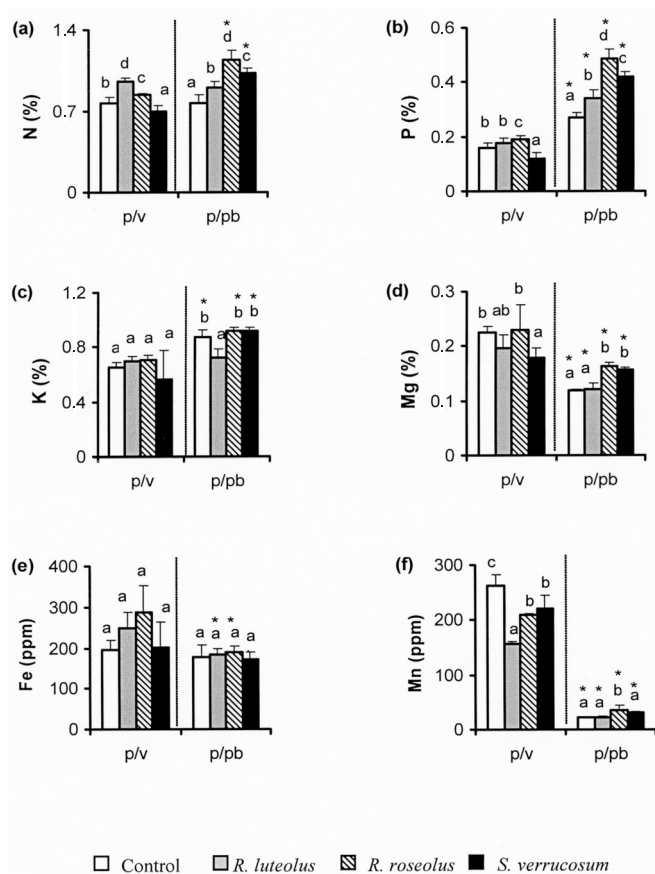 (a)
1.4
0.7
0
N (%)
b d c a
a b * d * c
p/v p/pb
(b)
0.6
0.4
0.2
0
P (%)
b b c a
* a * b * d * c
p/v p/pb
(c)
1.2
0.8
0.4
0
K (%)
a a a a
* b a * b * b
p/v p/pb
(d)
0.3
0.2
0.1
0
Mg (%)
b ab b a
* a * a * b * b
p/v p/pb
(e)
400
300
200
100
0
Fe (ppm)
a a a a
a * a * a a
p/v p/pb
(f)
300
200
100
0
Mn (ppm)
c a b b
* a * a * b * a
p/v p/pb
Control R. luteolus R. roseolus S. verrucosum